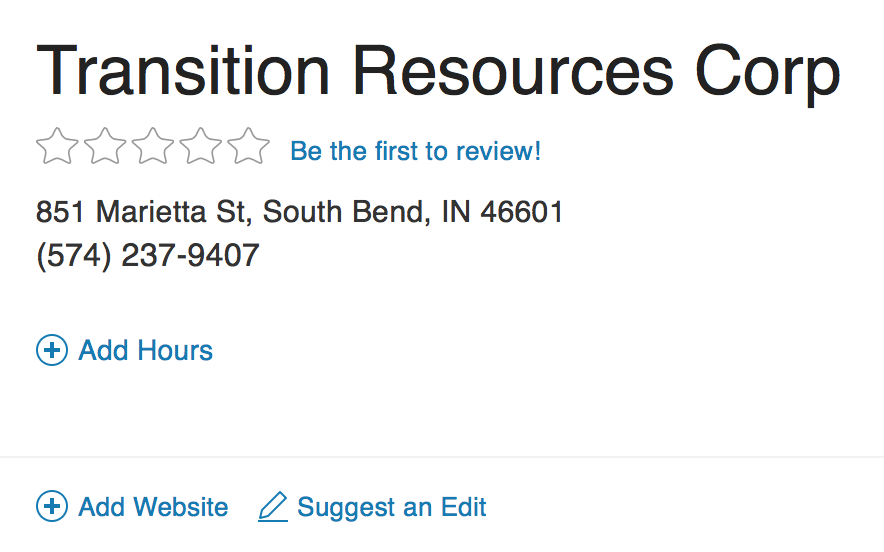 Transition Resources Corp
Be the first to review!
851 Marietta St, South Bend, IN 46601
(574) 237-9407
Add Hours
Add Website Suggest an Edit